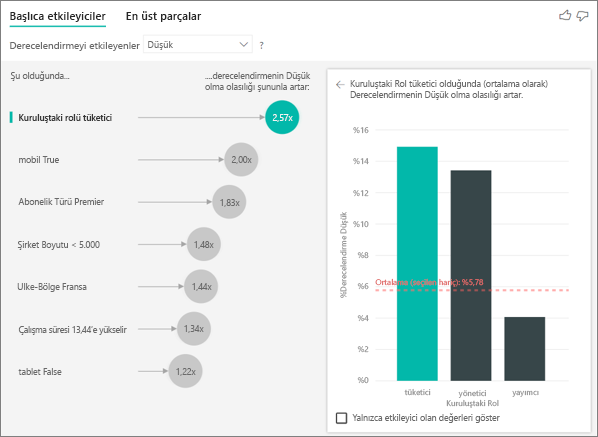 Başlıca etkileyiciler
En üst parçalar
Derecelendirmeyi etkileyenler
Düşük
?
Şu olduğunda...
....derecelendirmenin Düşük
olma olasılığı şununla artar:
Kuruluştaki rolü tüketici
2,57x
mobil True
2,00x
Abonelik Türü Premier
1,83x
Şirket Boyutu < 5.000
1,48x
Ulke-Bölge Fransa
1,44x
Çalışma süresi 13,44'e yükselir
1,34x
tablet False
1,22x
Kuruluştaki Rol tüketici olduğunda (ortalama olarak)
Derecelendirmenin Düşük olma olasılığı artar.
%16
%14
%12
%10
%8
%6
%4
%2
%0
%Derecelendirme Düşük
Ortalama (seçilen hariç): %5,78
tüketici
yönetici
yayımcı
Kuruluştaki Rol
Yalnızca etkileyici olan değerleri göster